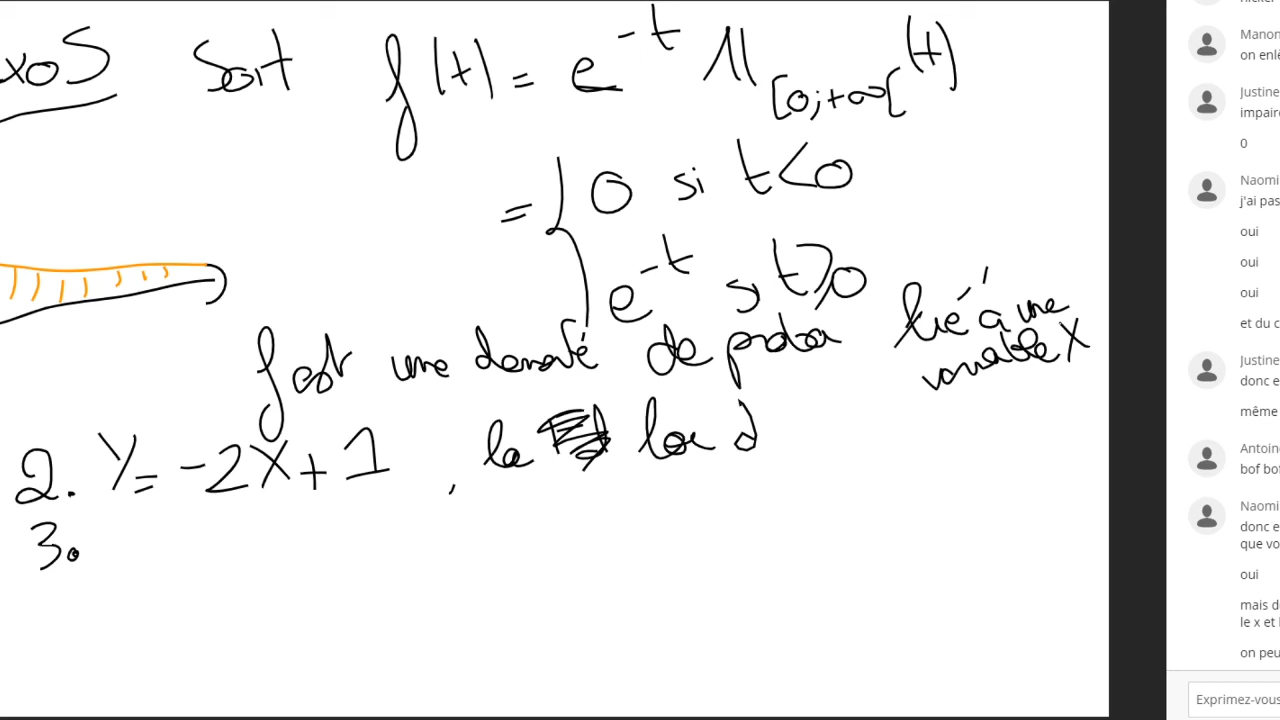 xoS Soit f(t) = e^-t 𝟙[0;+∞[(t)
= { 0 si t<0
e^-t si t⩾0
f est une densité de proba lié à une
variable X
2. Y = -2X + 1, la loi d
3.
Manon
on enlè
Justine
impaire
0
Naomi
j'ai pas
oui
oui
oui
et du c
Justine
donc e
même
Antoine
bof bof
Naomi
donc e
que vo
oui
mais d
le x et l
on peu
Exprimez-vous